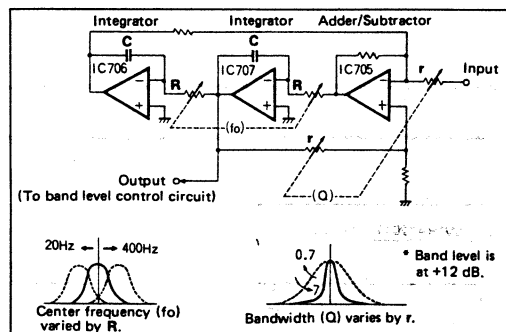 Integrator Integrator Adder/Subtractor
C C
IC706 IC707 IC705
R R r Input
(fo)
r
Output (Q)
(To band level control circuit)
20Hz 400Hz 0.7 * Band level is
7 at +12 dB.
Center frequency (fo) Bandwidth (Q) varies by r.
varied by R.